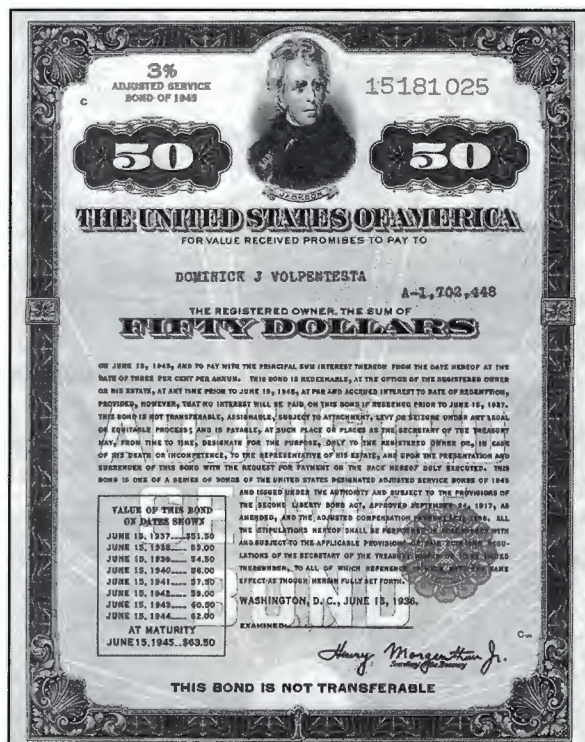 3%
ADJUSTED SERVICE
BOND OF 1945
C
15181025
50
50
JACKSON
THE UNITED STATES OF AMERICA
FOR VALUE RECEIVED PROMISES TO PAY TO
DOMINICK J VOLPENTESTA
A-1,702,448
THE REGISTERED OWNER, THE SUM OF
FIFTY DOLLARS
ON JUNE 15, 1945, AND TO PAY WITH THE PRINCIPAL SUM INTEREST THEREON FROM THE DATE HEREOF AT THE
RATE OF THREE PER CENT PER ANNUM. THIS BOND IS REDEEMABLE, AT THE OPTION OF THE REGISTERED OWNER
OR HIS ESTATE, AT ANY TIME PRIOR TO JUNE 15, 1945, AT PAR AND ACCRUED INTEREST TO DATE OF REDEMPTION,
PROVIDED, HOWEVER, THAT NO INTEREST WILL BE PAID ON THIS BOND IF REDEEMED PRIOR TO JUNE 15, 1937.
THIS BOND IS NOT TRANSFERABLE, ASSIGNABLE, SUBJECT TO ATTACHMENT, LEVY OR SEIZURE UNDER ANY LEGAL
OR EQUITABLE PROCESS; AND IS PAYABLE, AT SUCH PLACE OR PLACES AS THE SECRETARY OF THE TREASURY
MAY, FROM TIME TO TIME, DESIGNATE FOR THE PURPOSE, ONLY TO THE REGISTERED OWNER OR, IN CASE
OF HIS DEATH OR INCOMPETENCE, TO THE REPRESENTATIVE OF HIS ESTATE, AND UPON THE PRESENTATION AND
SURRENDER OF THIS BOND WITH THE REQUEST FOR PAYMENT ON THE BACK HEREOF DULY EXECUTED. THIS
BOND IS ONE OF A SERIES OF BONDS OF THE UNITED STATES DESIGNATED ADJUSTED SERVICE BONDS OF 1945
AND ISSUED UNDER THE AUTHORITY AND SUBJECT TO THE PROVISIONS OF
THE SECOND LIBERTY BOND ACT, APPROVED SEPTEMBER 24, 1917, AS
AMENDED, AND THE ADJUSTED COMPENSATION PAYMENT ACT, 1936. ALL
THE STIPULATIONS HEREOF SHALL BE PERFORMED IN ACCORDANCE WITH
AND SUBJECT TO THE APPLICABLE PROVISIONS OF SAID
LATIONS OF THE SECRETARY OF THE TREASURY
THEREUNDER, TO ALL OF WHICH REFERENCE IS MADE WITH THE SAME
EFFECT AS THOUGH HEREIN FULLY SET FORTH.
SERVICE
BOND
VALUE OF THIS BOND
ON DATES SHOWN
JUNE 15, 1937....$51.50
JUNE 15, 1938.... 53.00
JUNE 15, 1939.... 54.50
JUNE 15, 1940.... 56.00
JUNE 15, 1941.... 57.50
JUNE 15, 1942.... 59.00
JUNE 15, 1943.... 60.50
JUNE 15, 1944.... 62.00
AT MATURITY
JUNE 15, 1945..$63.50
WASHINGTON, D. C., JUNE 15, 1936.
EXAMINED:
Henry Morgenthau Jr.
Secretary of the Treasury
THIS BOND IS NOT TRANSFERABLE